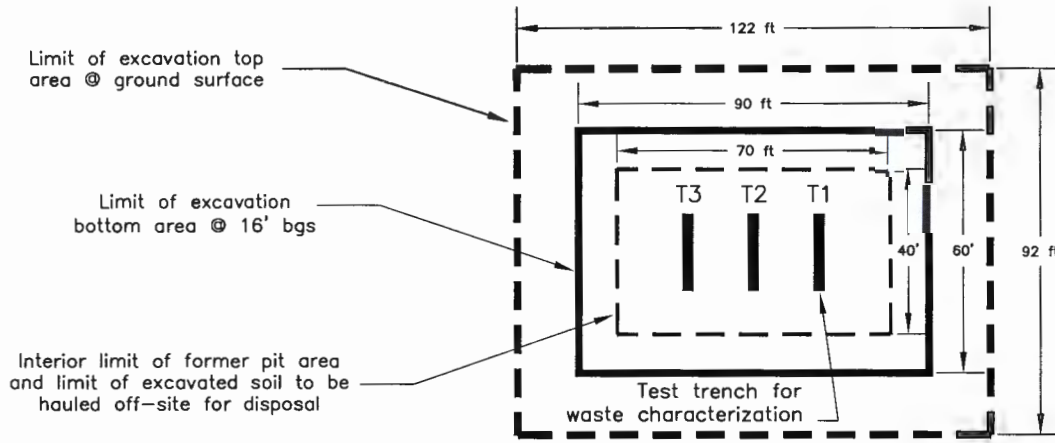 122 ft
Limit of excavation top
area @ ground surface
90 ft
70 ft
T3 T2 T1
Limit of excavation
bottom area @ 16' bgs
40' 60' 92 ft
Interior limit of former pit area
and limit of excavated soil to be
hauled off-site for disposal
Test trench for
waste characterization